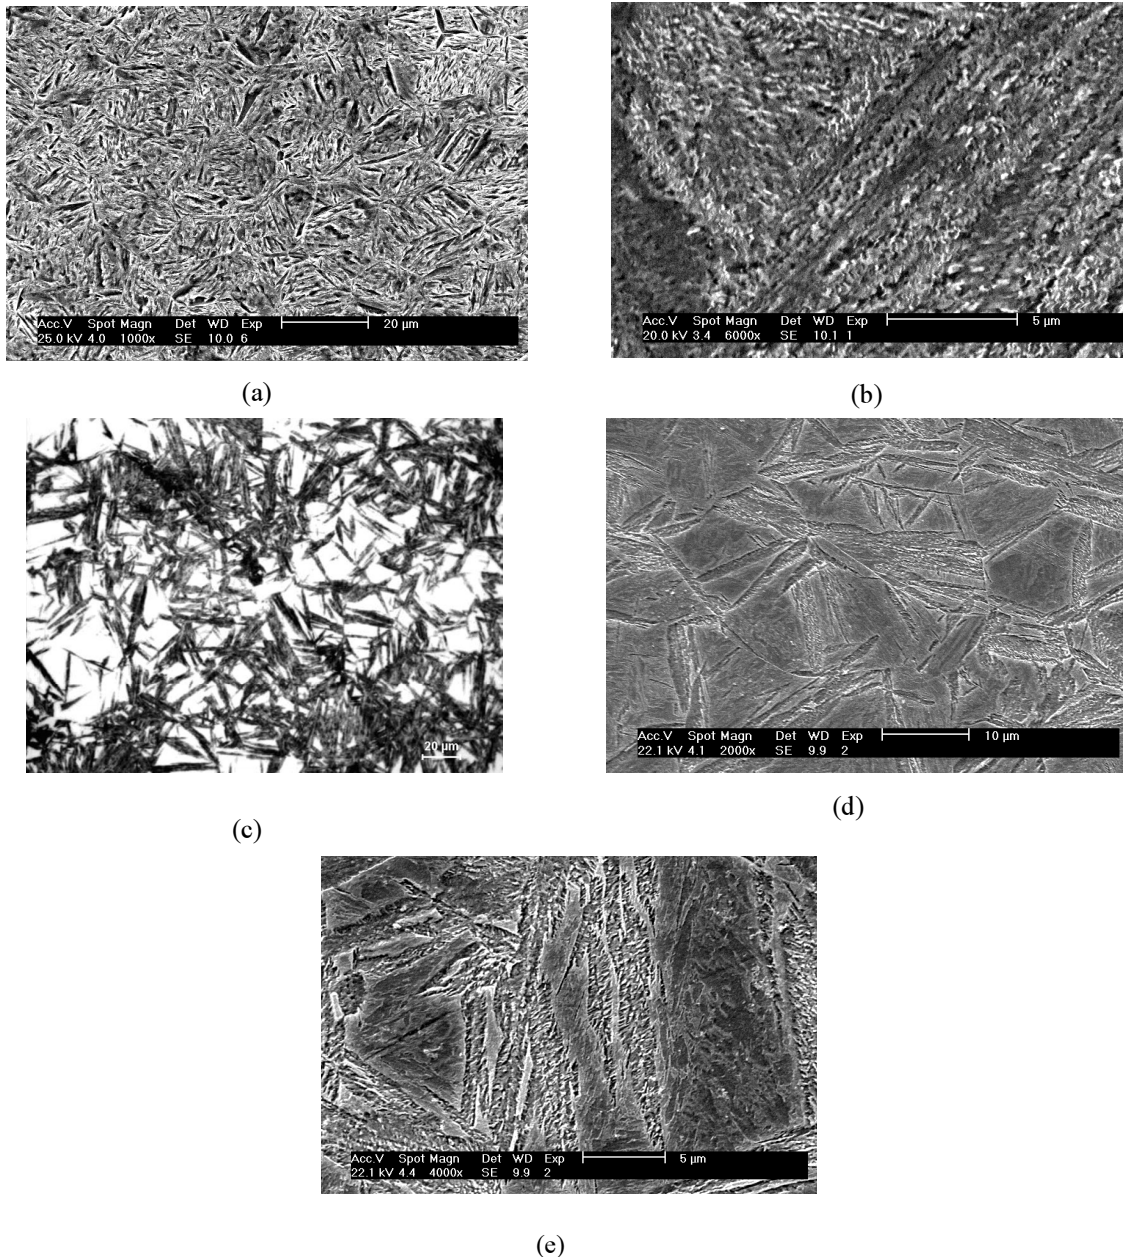 Acc.V Spot Magn Det WD Exp 20 µm
25.0 kV 4.0 1000x SE 10.0 6
Acc.V Spot Magn Det WD Exp 5 µm
20.0 kV 3.4 6000x SE 10.1 1
(a)
(b)
20 µm
Acc.V Spot Magn Det WD Exp 10 µm
22.1 kV 4.1 2000x SE 9.9 2
(c)
(d)
Acc.V Spot Magn Det WD Exp 5 µm
22.1 kV 4.4 4000x SE 9.9 2
(e)